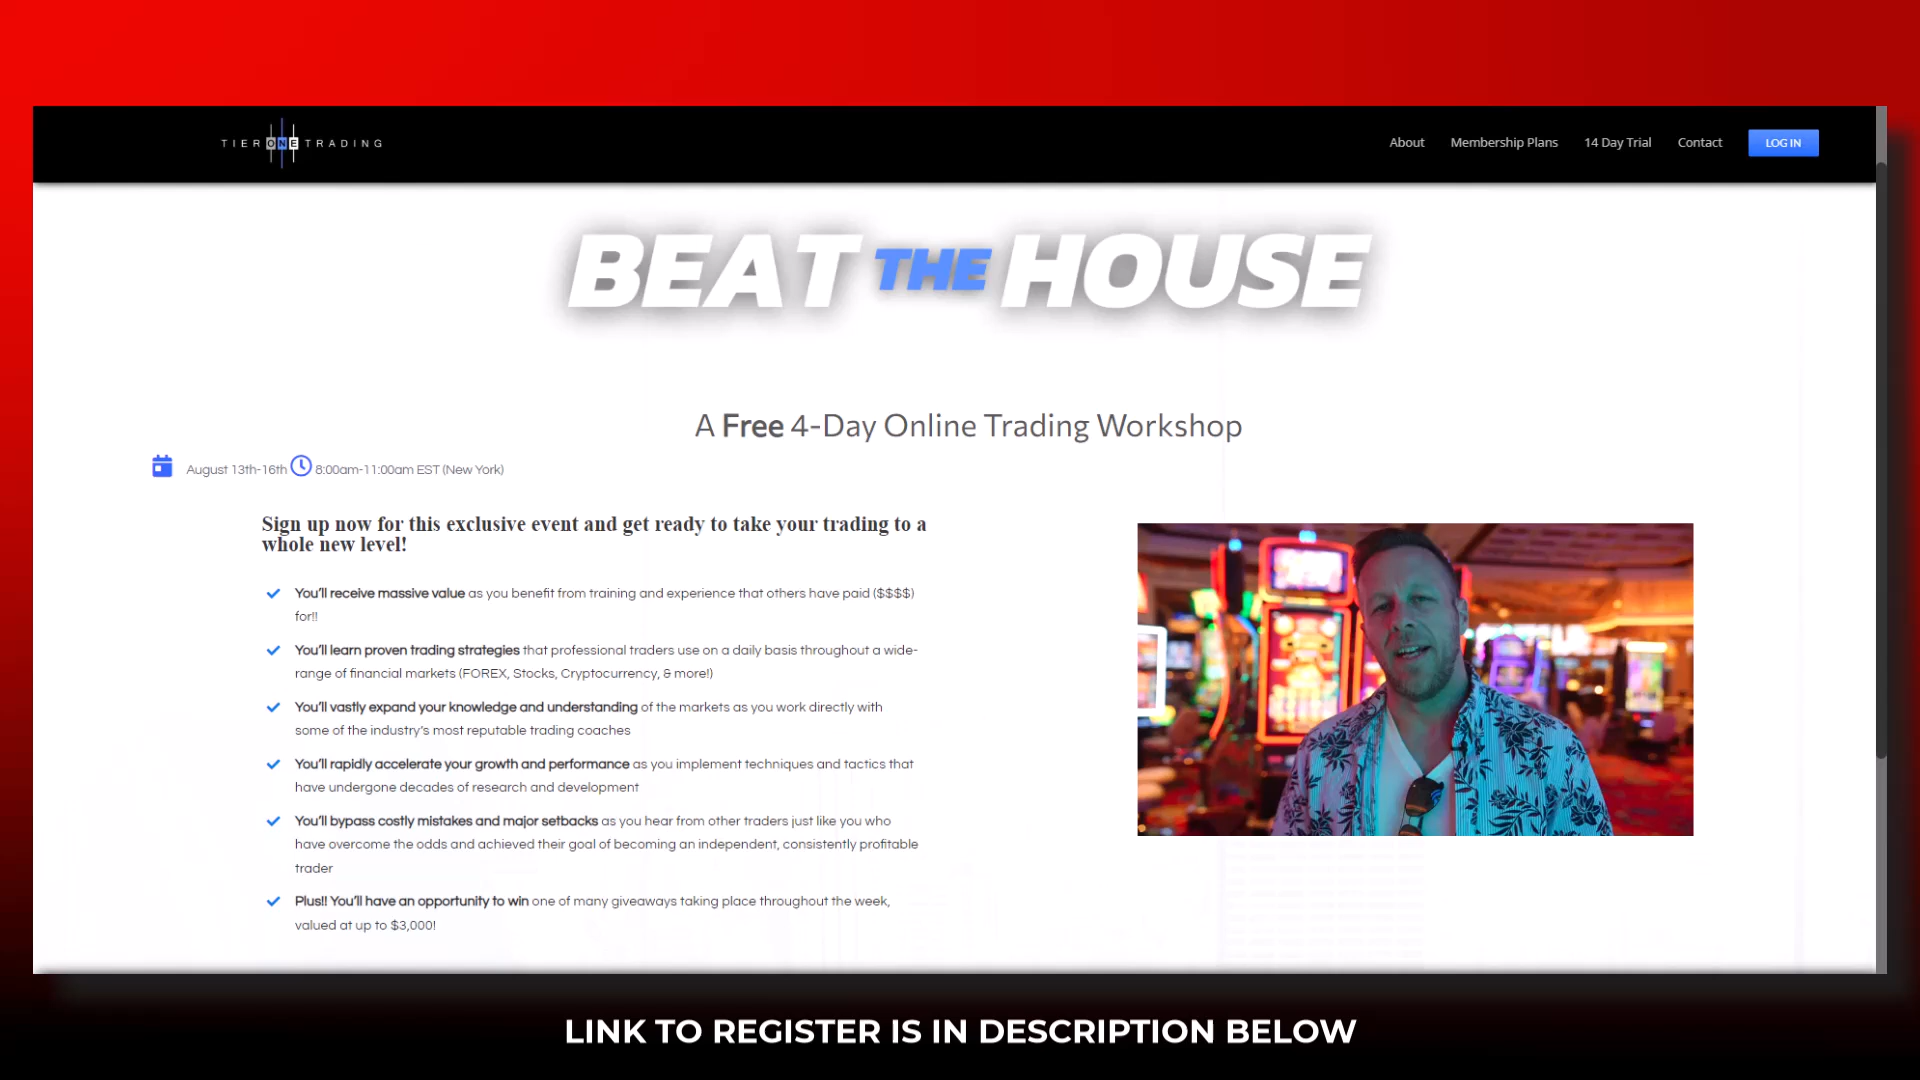 TIER ONE TRADING
About
Membership Plans
14 Day Trial
Contact
LOG IN
BEAT THE HOUSE
A Free 4-Day Online Trading Workshop
August 13th-16th 8:00am-11:00am EST (New York)
Sign up now for this exclusive event and get ready to take your trading to a
whole new level!
You'll receive massive value as you benefit from training and experience that others have paid ($$$$)
for!!
You'll learn proven trading strategies that professional traders use on a daily basis throughout a wide-
range of financial markets (FOREX, Stocks, Cryptocurrency, & more!)
You'll vastly expand your knowledge and understanding of the markets as you work directly with
some of the industry's most reputable trading coaches
You'll rapidly accelerate your growth and performance as you implement techniques and tactics that
have undergone decades of research and development
You'll bypass costly mistakes and major setbacks as you hear from other traders just like you who
have overcome the odds and achieved their goal of becoming an independent, consistently profitable
trader
Plus!! You'll have an opportunity to win one of many giveaways taking place throughout the week,
valued at up to $3,000!
LINK TO REGISTER IS IN DESCRIPTION BELOW